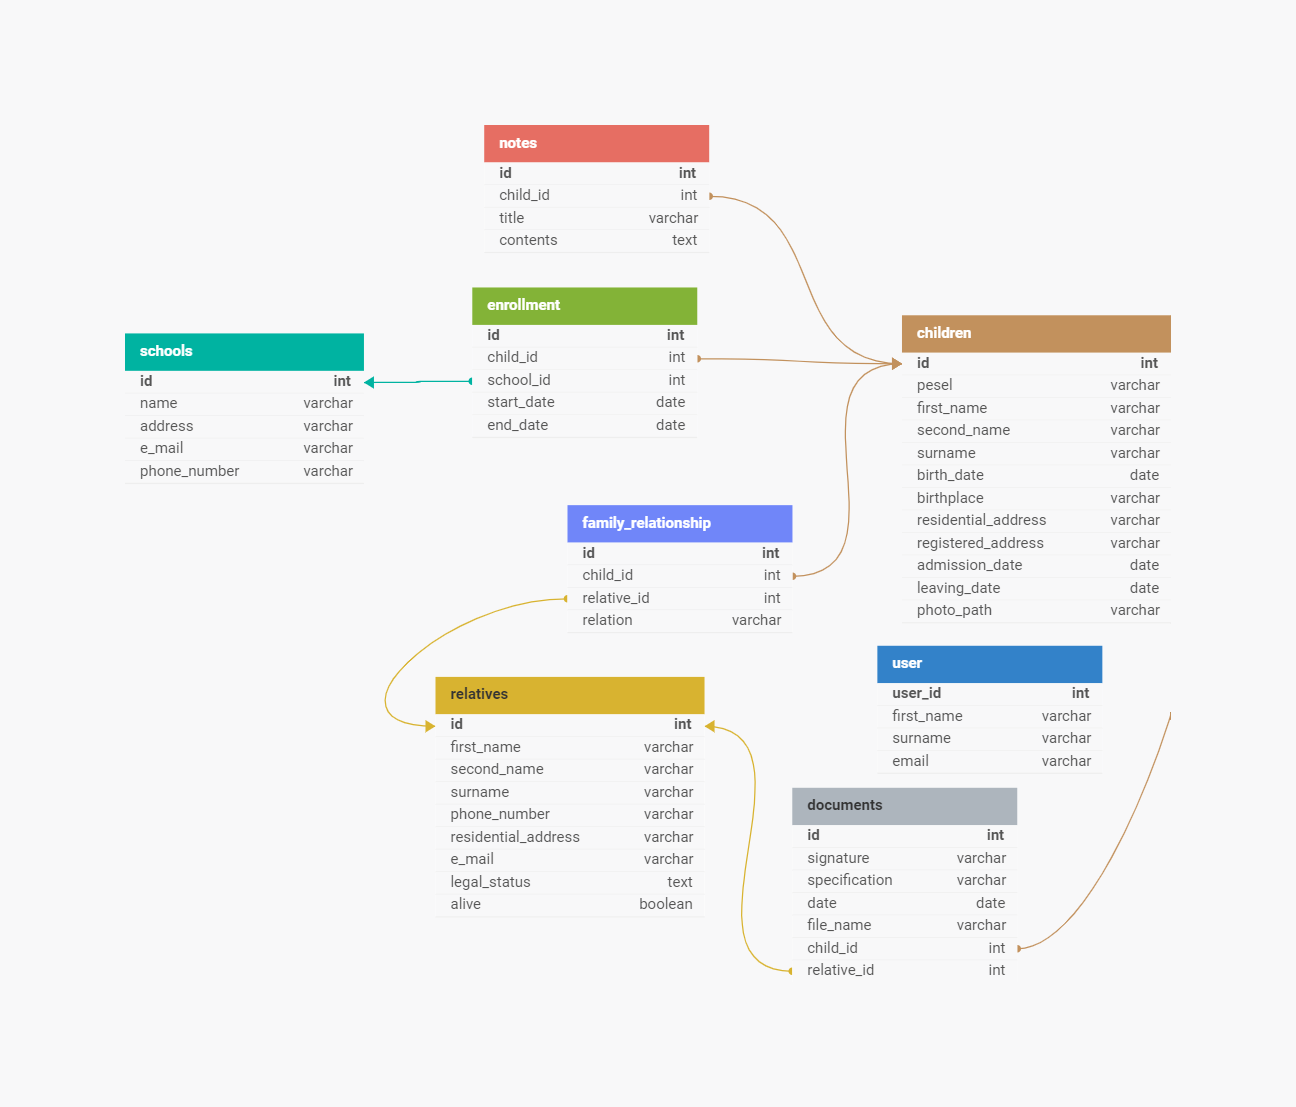 notes
id int
child_id int
title varchar
contents text
enrollment
id int
child_id int
school_id int
start_date date
end_date date
schools
id int
name varchar
address varchar
e_mail varchar
phone_number varchar
children
id int
pesel varchar
first_name varchar
second_name varchar
surname varchar
birth_date date
birthplace varchar
residential_address varchar
registered_address varchar
admission_date date
leaving_date date
photo_path varchar
family_relationship
id int
child_id int
relative_id int
relation varchar
user
user_id int
first_name varchar
surname varchar
email varchar
relatives
id int
first_name varchar
second_name varchar
surname varchar
phone_number varchar
residential_address varchar
e_mail varchar
legal_status text
alive boolean
documents
id int
signature varchar
specification varchar
date date
file_name varchar
child_id int
relative_id int